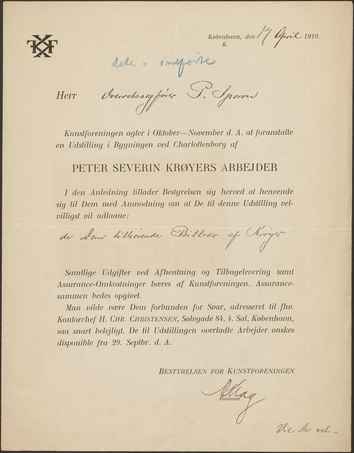 København, den 17 April 1910.
K.
Herr Overretssagfører P.
Kunstforeningen agter i Oktober—November d. A. at foranstalte
en Udstilling i Bygningen ved Charlottenborg af
PETER SEVERIN KRØYERS ARBEJDER
I den Anledning tillader Bestyrelsen sig herved at henvende
sig til Dem med Anmodning om at De til denne Udstilling vel-
villigst vil udlaane:
de Dem tilhørende Billeder af Krøyer
Samtlige Udgifter ved Afhentning og Tilbagelevering samt
Assurance-Omkostninger bæres af Kunstforeningen. Assurance-
summen bedes opgivet.
Man vilde være Dem forbunden for Svar, adresseret til fhv.
Kontorchef H. CHR. CHRISTENSEN, Sølvgade 84, 4. Sal, København,
saa snart belejligt. De til Udstillingen overladte Arbejder ønskes
disponible fra 29. Septbr. d. A.
BESTYRELSEN FOR KUNSTFORENINGEN